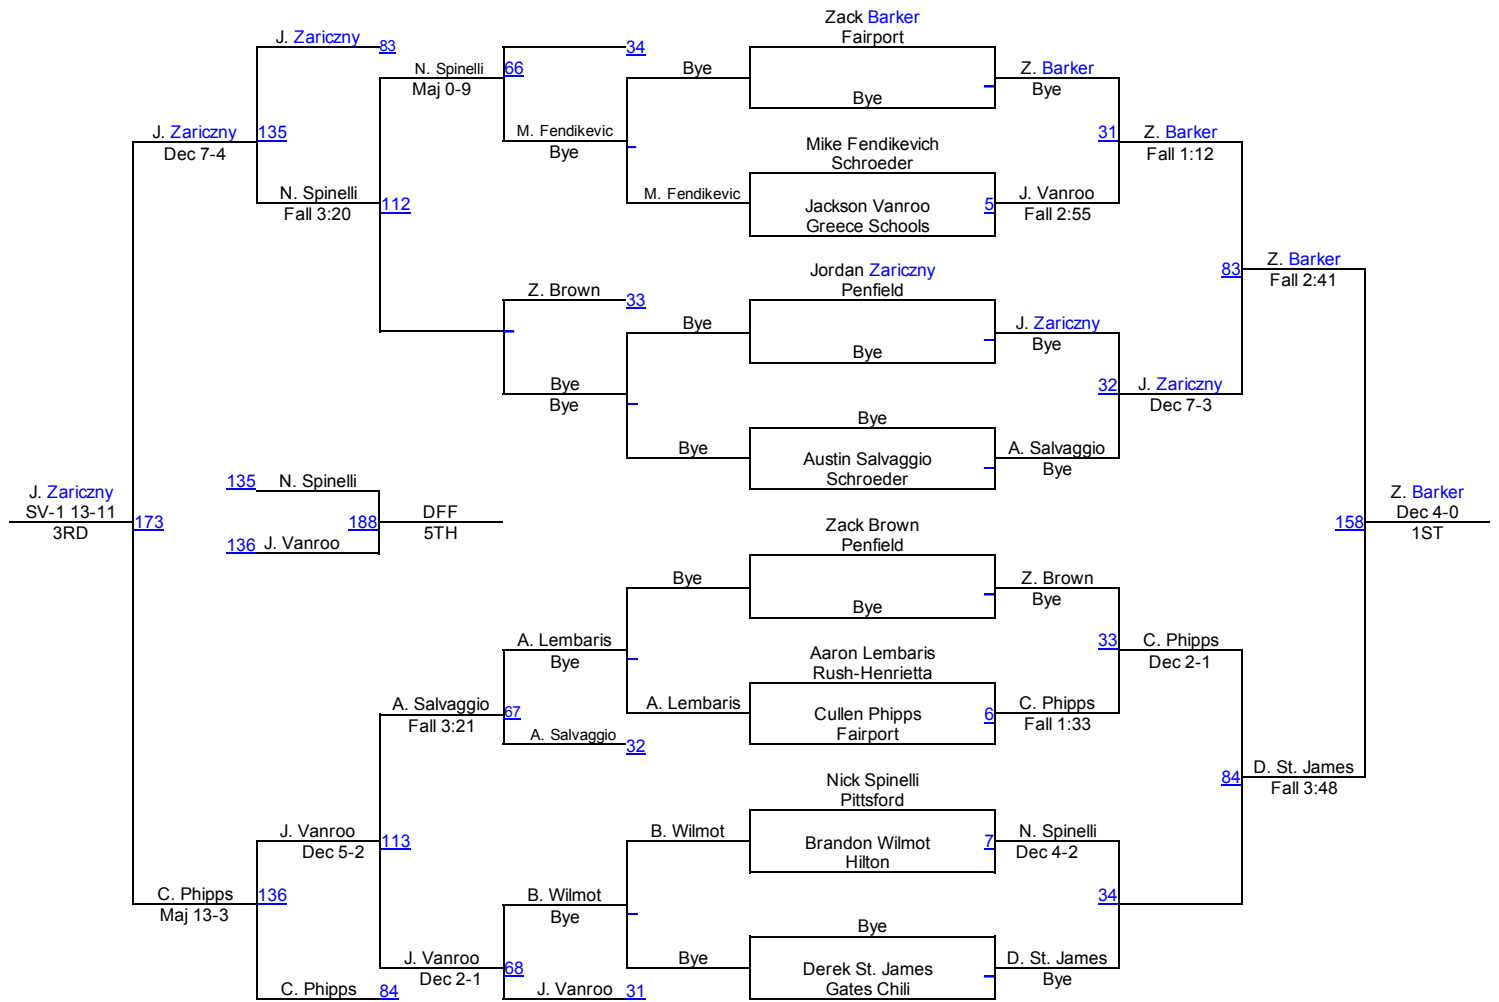 Zack Barker
Fairport
J. Zariczny 83
34
N. Spinelli 66
Maj 0-9
Bye
Bye
Z. Barker
Bye
J. Zariczny 135
Dec 7-4
M. Fendikevic
Bye
Mike Fendikevich
Schroeder
31 Z. Barker
Fall 1:12
N. Spinelli
Fall 3:20
112
M. Fendikevic
Jackson Vanroo
Greece Schools
5 J. Vanroo
Fall 2:55
Jordan Zariczny
Penfield
83 Z. Barker
Fall 2:41
Z. Brown 33
Bye
Bye
J. Zariczny
Bye
Bye
Bye
32 J. Zariczny
Dec 7-3
Bye
Bye
Austin Salvaggio
Schroeder
A. Salvaggio
Bye
J. Zariczny
SV-1 13-11
3RD
173
135 N. Spinelli
188
136 J. Vanroo
DFF
5TH
158
Z. Barker
Dec 4-0
1ST
Zack Brown
Penfield
Bye
Bye
Z. Brown
Bye
A. Lembaris
Bye
Aaron Lembaris
Rush-Henrietta
33 C. Phipps
Dec 2-1
A. Salvaggio 67
Fall 3:21
A. Lembaris
Cullen Phipps
Fairport
6 C. Phipps
Fall 1:33
A. Salvaggio 32
Nick Spinelli
Pittsford
84 D. St. James
Fall 3:48
J. Vanroo 113
Dec 5-2
B. Wilmot
Brandon Wilmot
Hilton
7 N. Spinelli
Dec 4-2
C. Phipps 136
Maj 13-3
B. Wilmot
Bye
34
Bye
J. Vanroo 68
Dec 2-1
Bye
Derek St. James
Gates Chili
D. St. James
Bye
C. Phipps 84
J. Vanroo 31